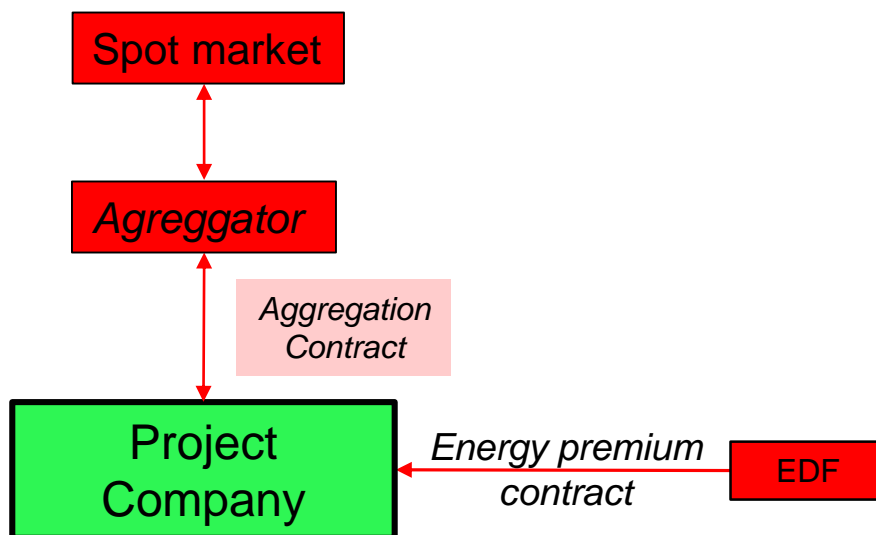 Spot market
Agreggator
Aggregation
Contract
Project
Company
Energy premium
contract
EDF